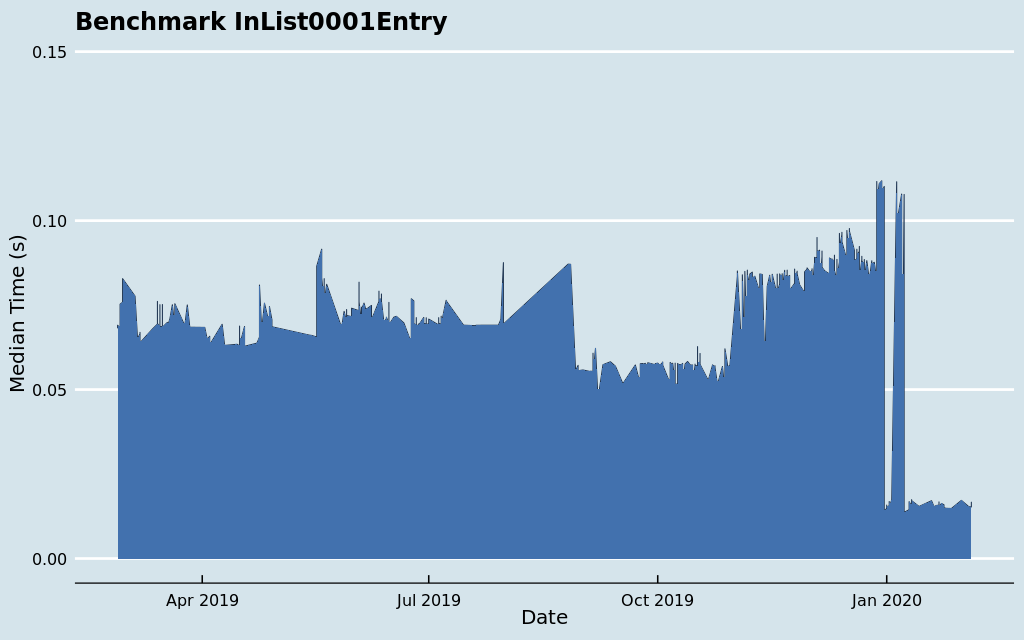 Benchmark InList0001Entry
0.15
0.10
0.05
0.00
Median Time (s)
Apr 2019
Jul 2019
Oct 2019
Jan 2020
Date